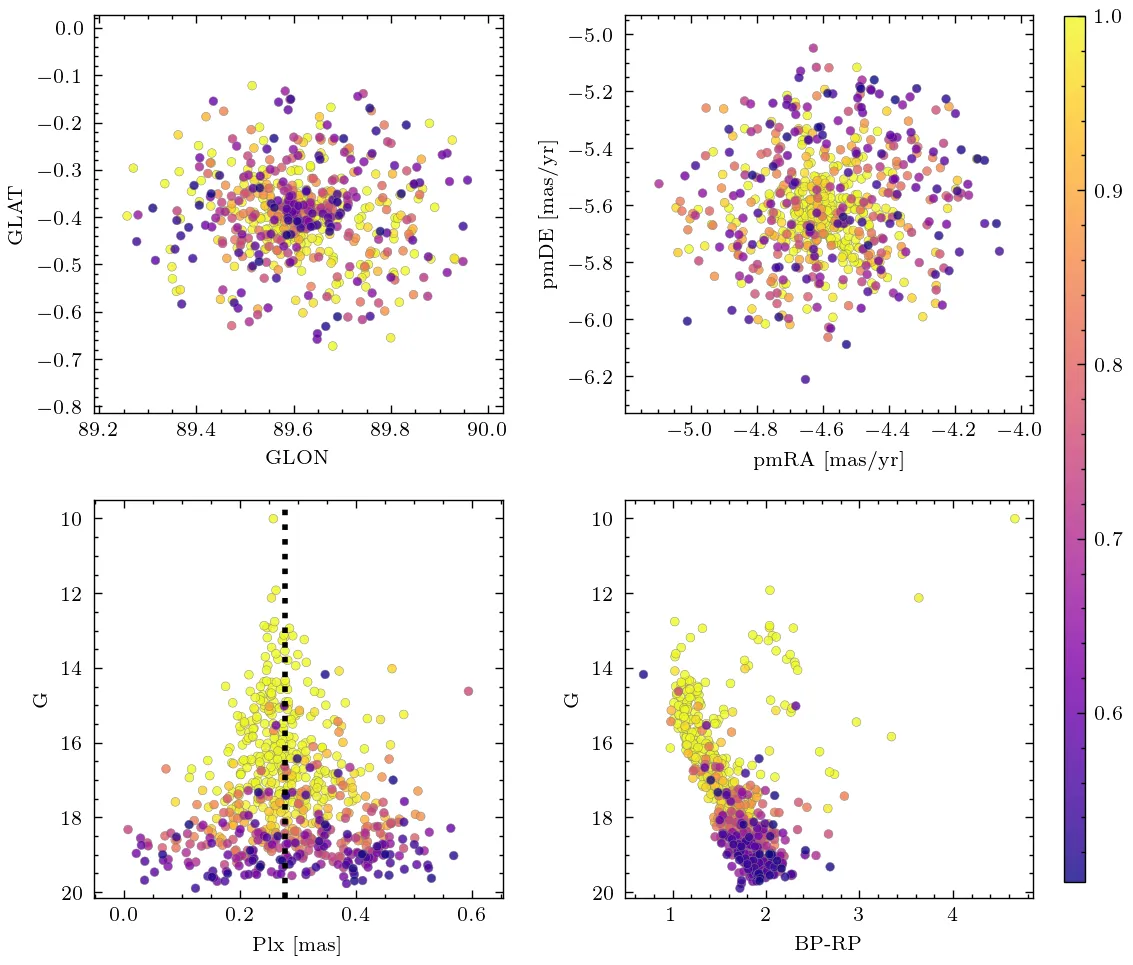 0.0
−0.1
−0.2
−0.3
−0.4
−0.5
−0.6
−0.7
−0.8
GLAT
89.2 89.4 89.6 89.8 90.0
GLON
−5.0
−5.2
−5.4
−5.6
−5.8
−6.0
−6.2
pmDE [mas/yr]
−5.0 −4.8 −4.6 −4.4 −4.2 −4.0
pmRA [mas/yr]
10
12
14
16
18
20
G
0.0 0.2 0.4 0.6
Plx [mas]
10
12
14
16
18
20
G
1 2 3 4
BP-RP
1.0
0.9
0.8
0.7
0.6